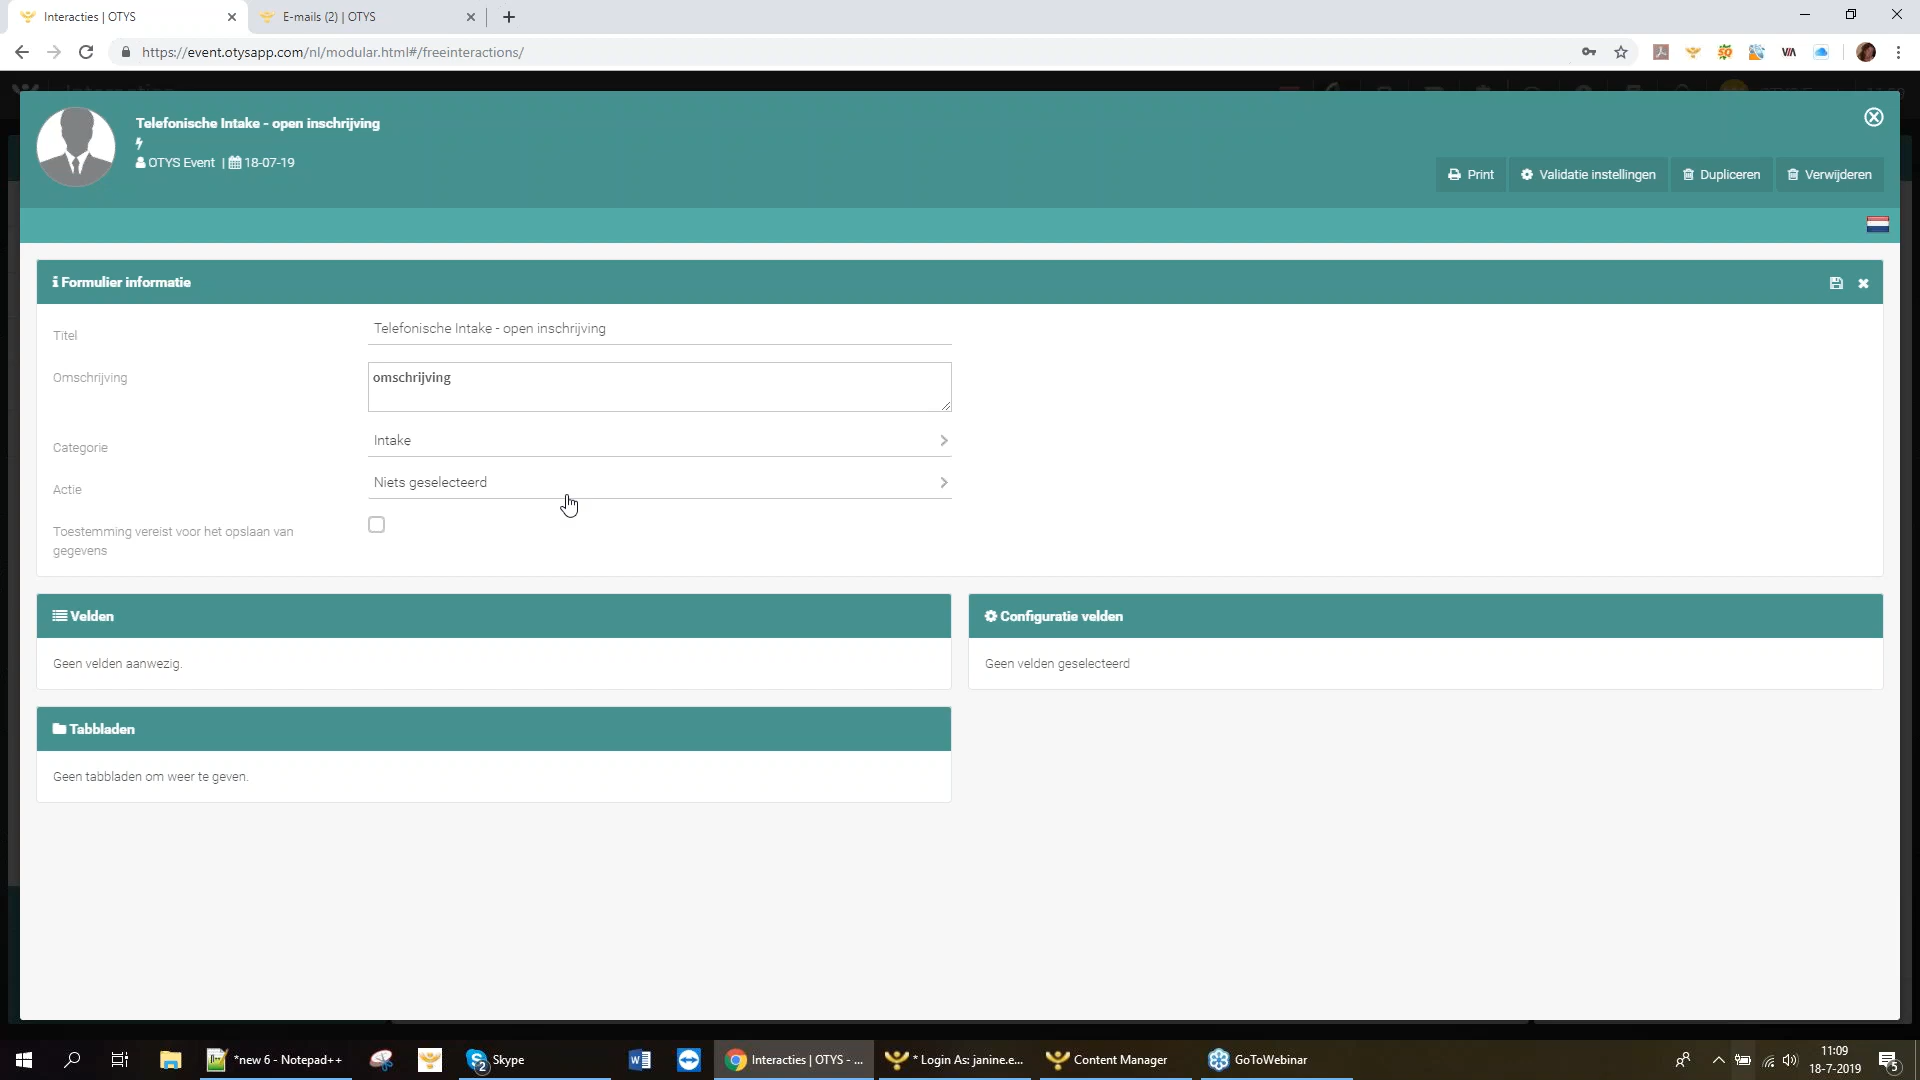 Interacties | OTYS
E-mails (2) | OTYS
https://event.otysapp.com/nl/modular.html#/freeinteractions/
VIA
Telefonische Intake - open inschrijving
OTYS Event | 18-07-19
Print
Validatie instellingen
Dupliceren
Verwijderen
Formulier informatie
Titel
Telefonische Intake - open inschrijving
Omschrijving
omschrijving
Categorie
Intake
Actie
Niets geselecteerd
Toestemming vereist voor het opslaan van
gegevens
Velden
Configuratie velden
Geen velden aanwezig.
Geen velden geselecteerd
Tabbladen
Geen tabbladen om weer te geven.
*new 6 - Notepad++
2
Skype
Interacties | OTYS - ...
* Login As: janine.e...
Content Manager
GoToWebinar
11:09
18-7-2019
5